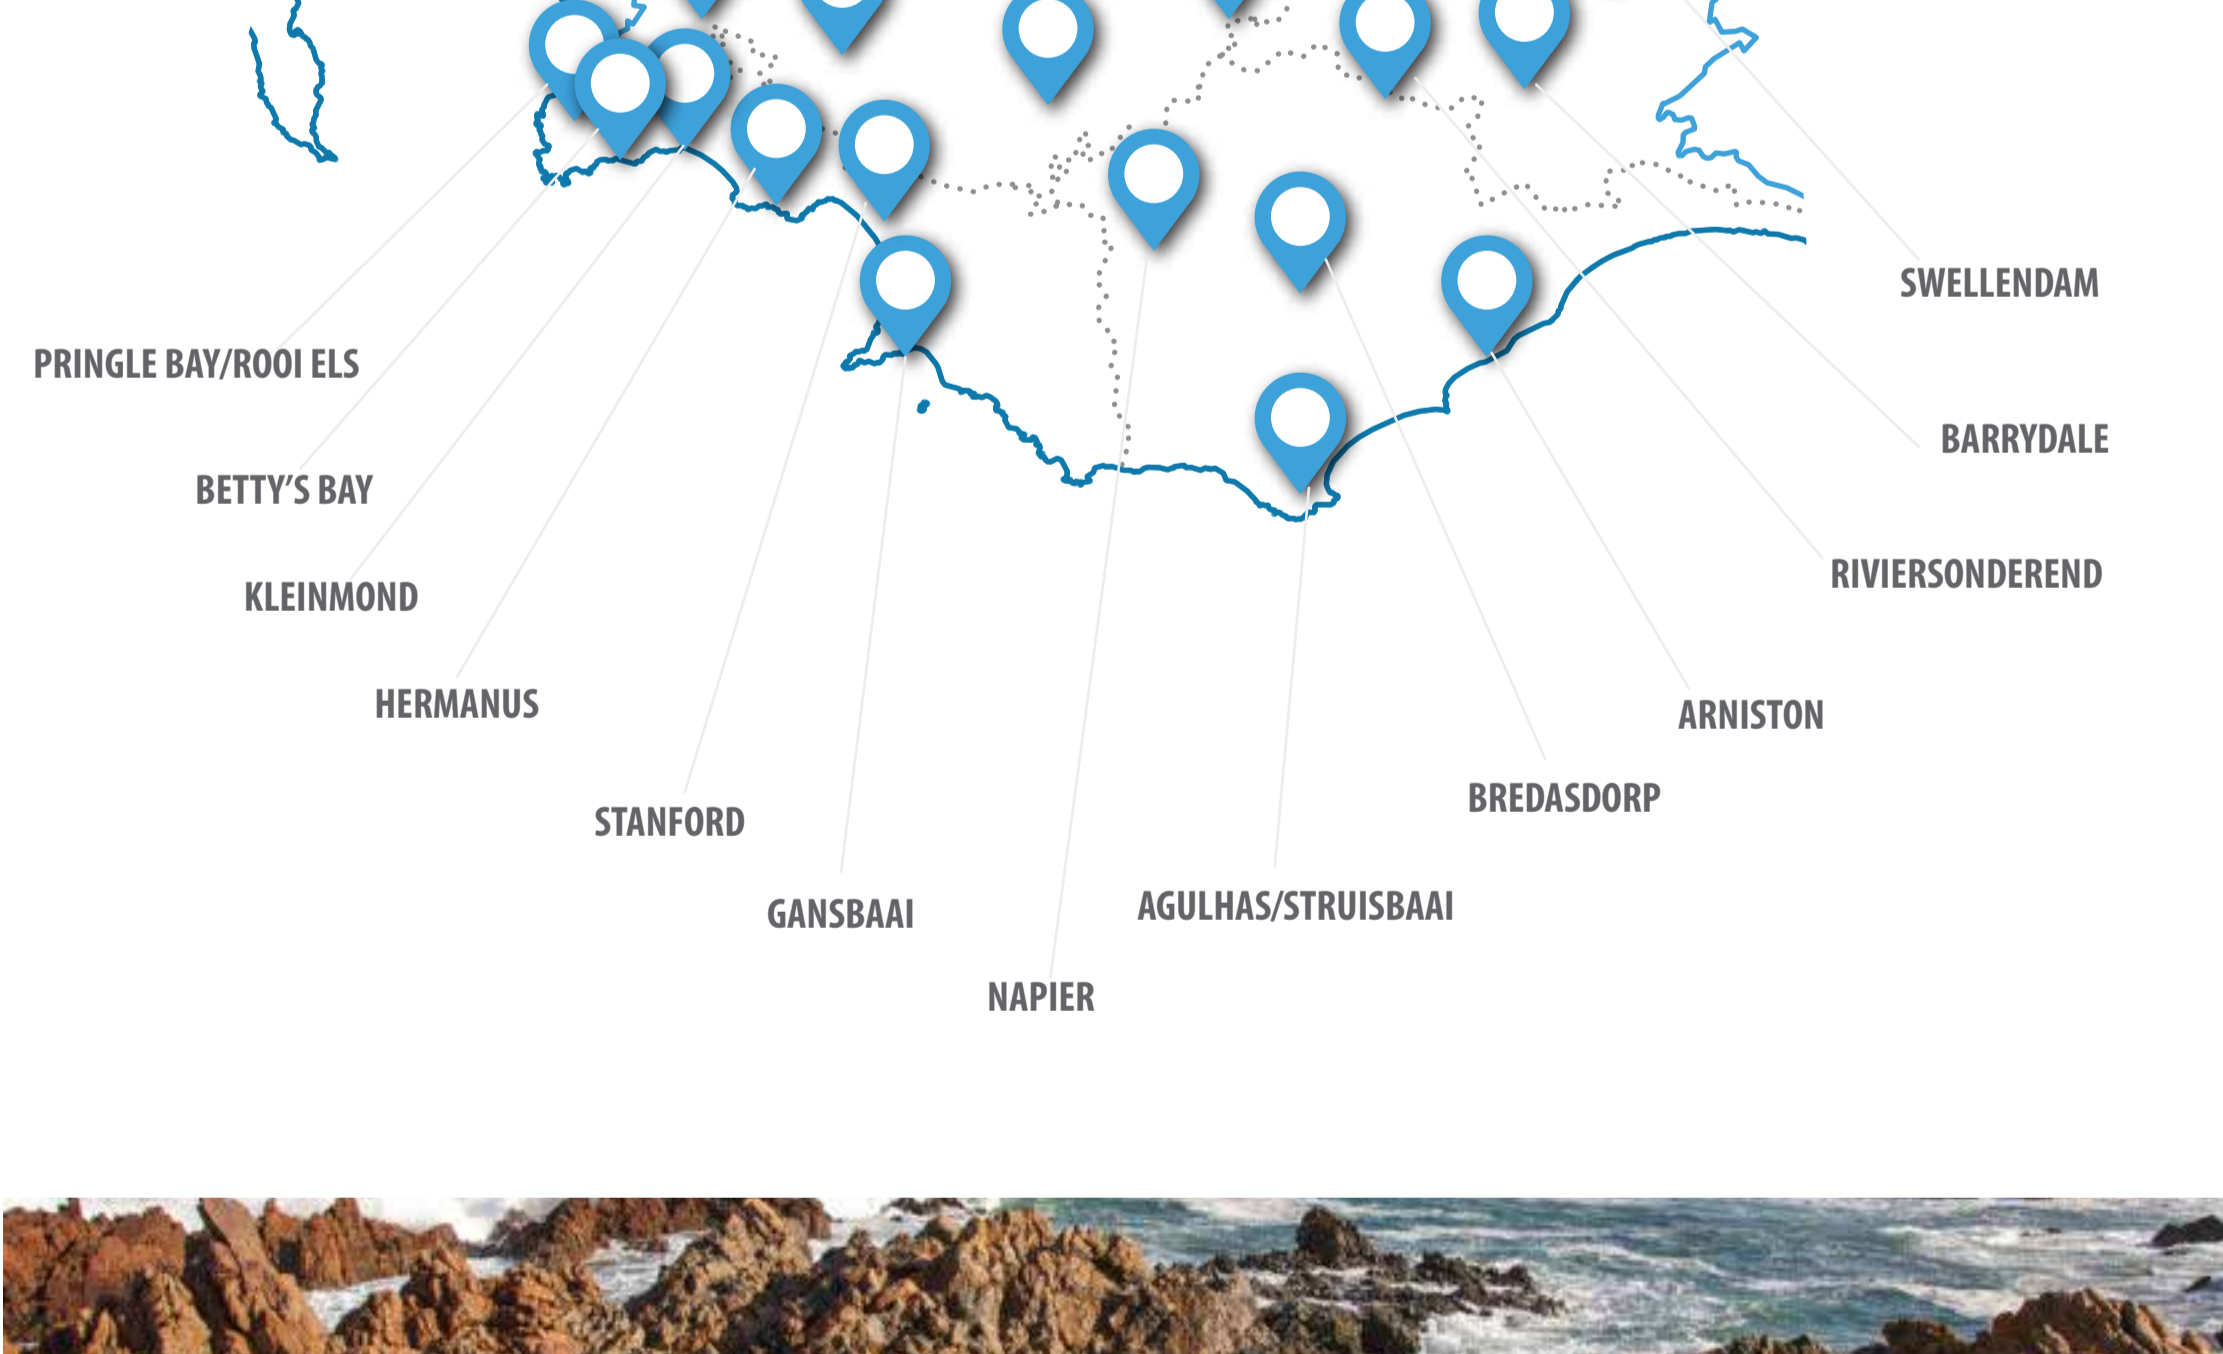 SWELLENDAM
PRINGLE BAY/ROOI ELS
BARRYDALE
BETTY'S BAY
RIVIERSONDEREND
KLEINMOND
HERMANUS
ARNISTON
BREDASDORP
STANFORD
AGULHAS/STRUISBAAI
GANSBAAI
NAPIER